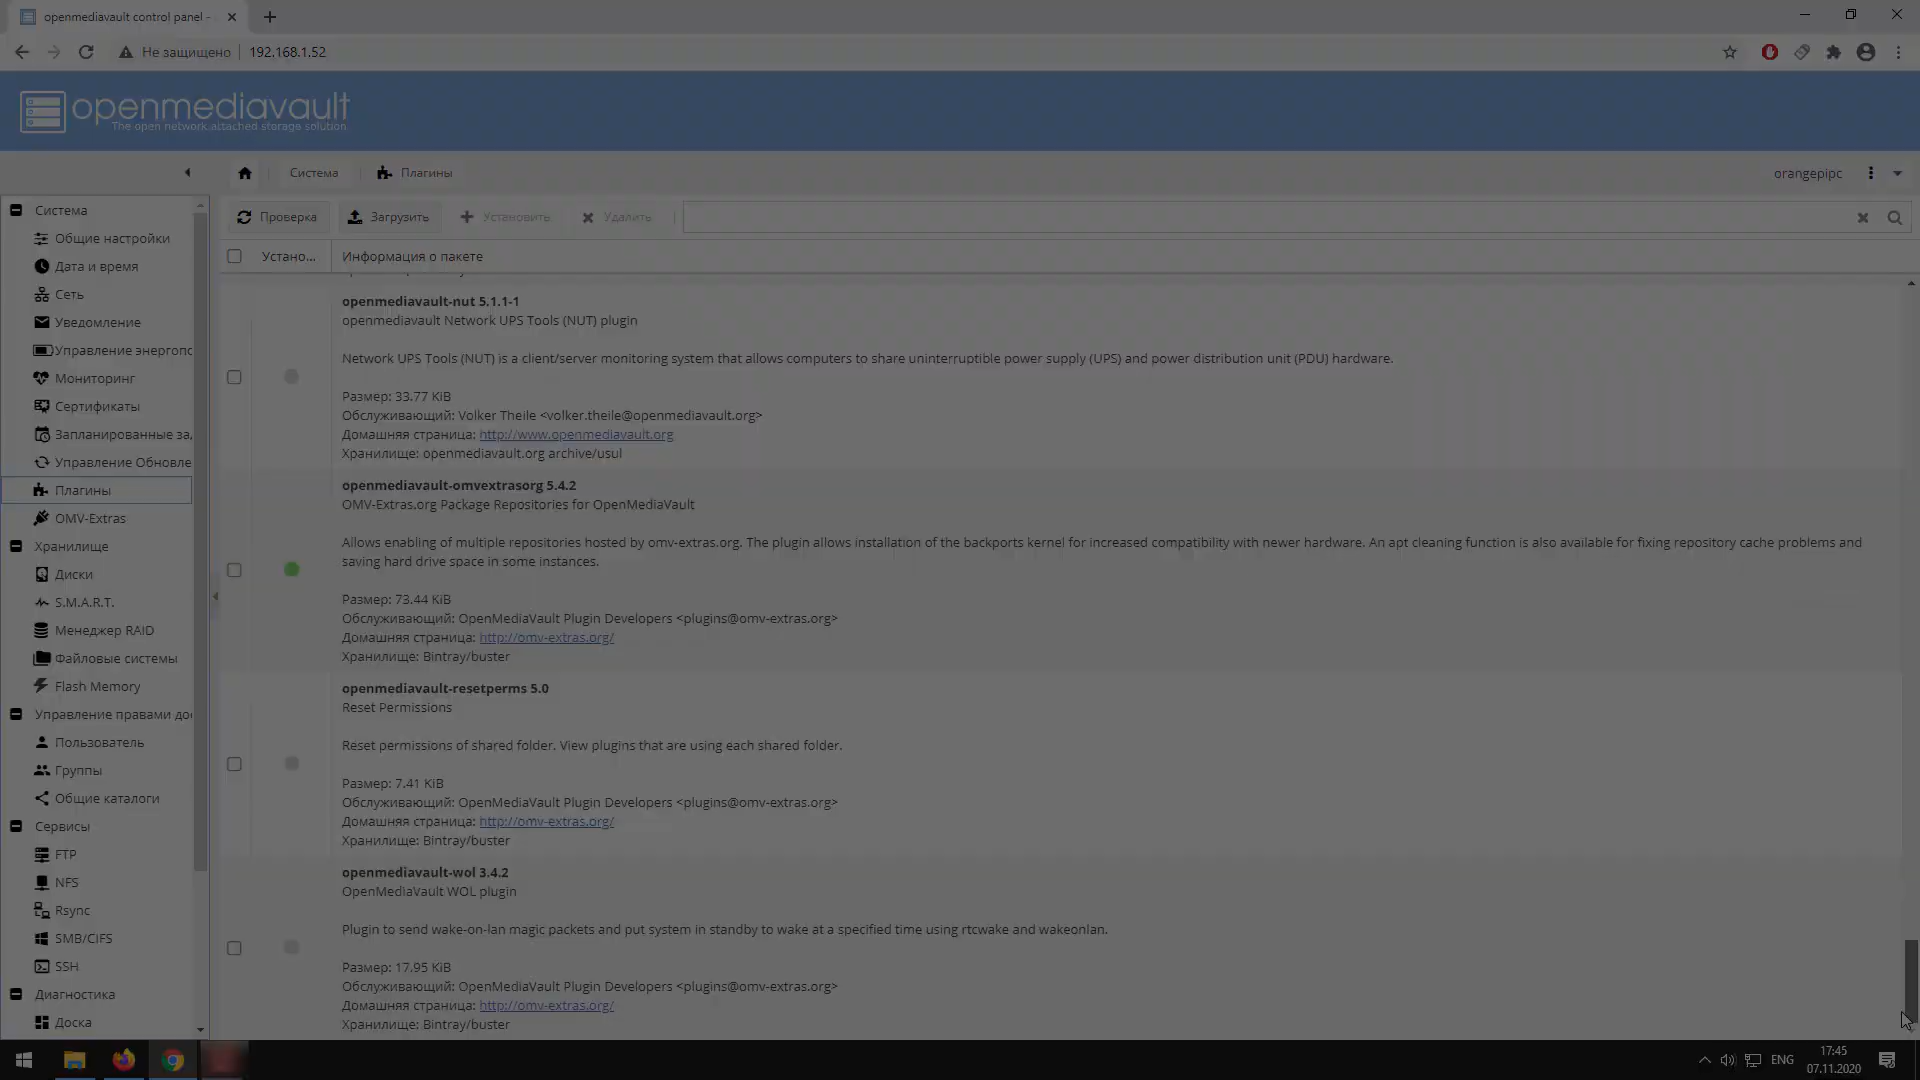 openmediavault control panel -
Не защищено
192.168.1.52
openmediavault
The open network attached storage solution
Система
Плагины
orangepipc
Проверка
Загрузить
Установить
Удалить
Устано...
Информация о пакете
Система
Общие настройки
Дата и время
Сеть
Уведомление
Управление энергопо
Мониторинг
Сертификаты
Запланированные за,
Управление Обновле
Плагины
OMV-Extras
Хранилище
Диски
S.M.A.R.T.
Менеджер RAID
Файловые системы
Flash Memory
Управление правами до
Пользователь
Группы
Общие каталоги
Сервисы
FTP
NFS
Rsync
SMB/CIFS
SSH
Диагностика
Доска
openmediavault-nut 5.1.1-1
openmediavault Network UPS Tools (NUT) plugin
Network UPS Tools (NUT) is a client/server monitoring system that allows computers to share uninterruptible power supply (UPS) and power distribution unit (PDU) hardware.
Размер: 33.77 KiB
Обслуживающий: Volker Theile <volker.theile@openmediavault.org>
Домашняя страница: http://www.openmediavault.org
Хранилище: openmediavault.org archive/usul
openmediavault-omvextrasorg 5.4.2
OMV-Extras.org Package Repositories for OpenMediaVault
Allows enabling of multiple repositories hosted by omv-extras.org. The plugin allows installation of the backports kernel for increased compatibility with newer hardware. An apt cleaning function is also available for fixing repository cache problems and
saving hard drive space in some instances.
Размер: 73.44 KiB
Обслуживающий: OpenMediaVault Plugin Developers <plugins@omv-extras.org>
Домашняя страница: http://omv-extras.org/
Хранилище: Bintray/buster
openmediavault-resetperms 5.0
Reset Permissions
Reset permissions of shared folder. View plugins that are using each shared folder.
Размер: 7.41 KiB
Обслуживающий: OpenMediaVault Plugin Developers <plugins@omv-extras.org>
Домашняя страница: http://omv-extras.org/
Хранилище: Bintray/buster
openmediavault-wol 3.4.2
OpenMediaVault WOL plugin
Plugin to send wake-on-lan magic packets and put system in standby to wake at a specified time using rtcwake and wakeonlan.
Размер: 17.95 KiB
Обслуживающий: OpenMediaVault Plugin Developers <plugins@omv-extras.org>
Домашняя страница: http://omv-extras.org/
Хранилище: Bintray/buster
ENG
17:45
07.11.2020